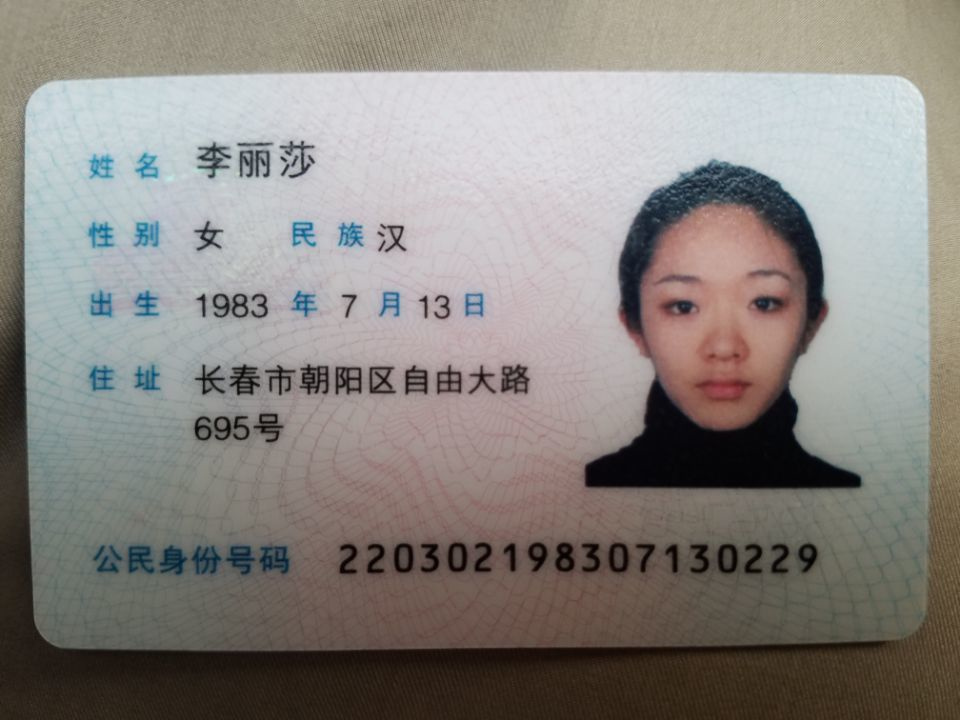 姓名 李丽莎
性别 女 民族 汉
出生 1983 年 7 月 13 日
住址 长春市朝阳区自由大路
695号
公民身份号码 220302198307130229